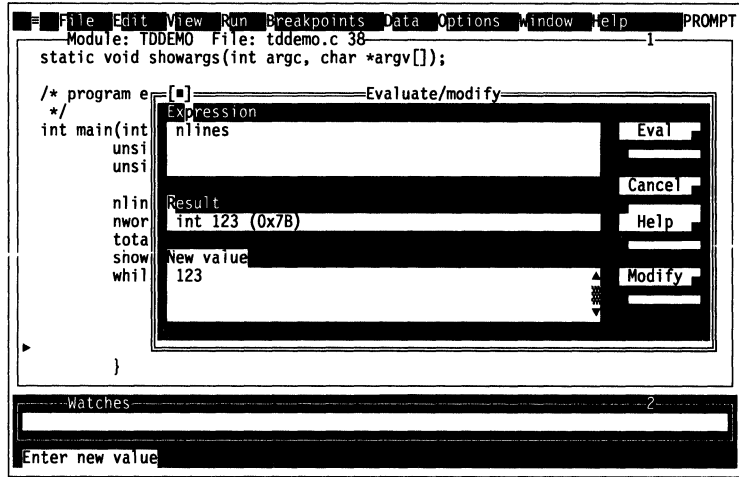 ≡ File Edit View Run Breakpoints Data Options Window Help PROMPT
Module: TDDEMO File: tddemo.c 38 1
static void showargs(int argc, char *argv[]);
/* program e
*/
int main(int
unsi
unsi
nlin
nwor
tota
show
whil
}
[■] Evaluate/modify
Expression
nlines
Result
int 123 (0x7B)
New value
123
Eval
Cancel
Help
Modify
Watches 2
Enter new value